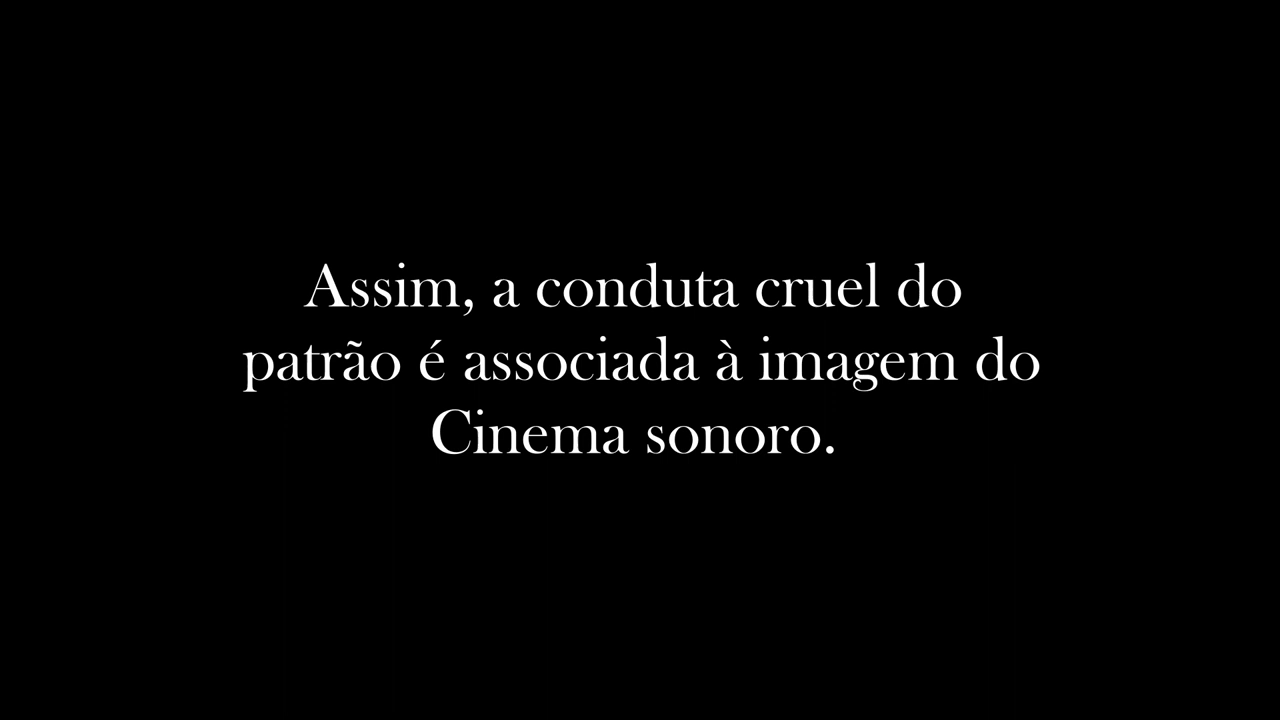 Assim, a conduta cruel do
patrão é associada à imagem do
Cinema sonoro.